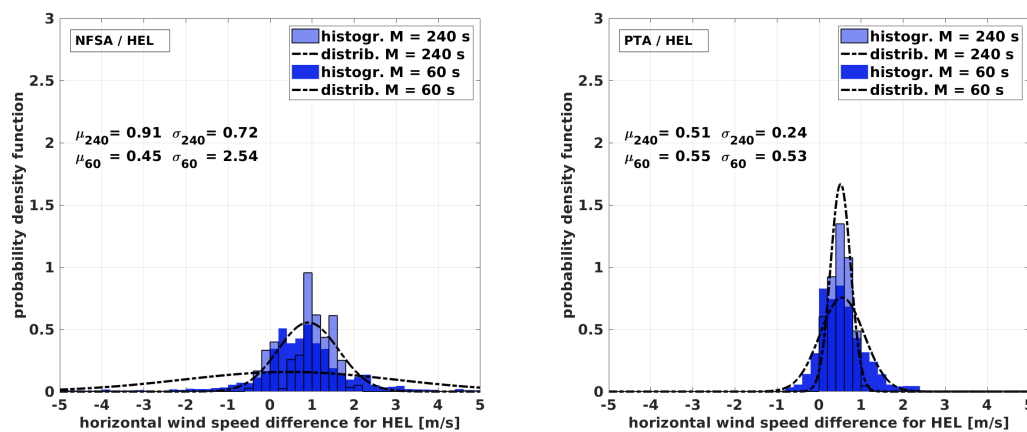 NFSA / HEL
histogr. M = 240 s
distrib. M = 240 s
histogr. M = 60 s
distrib. M = 60 s
μ240= 0.91 σ240= 0.72
μ60 = 0.45 σ60 = 2.54
probability density function
3
2.5
2
1.5
1
0.5
0
-5 -4 -3 -2 -1 0 1 2 3 4 5
horizontal wind speed difference for HEL [m/s]
PTA / HEL
histogr. M = 240 s
distrib. M = 240 s
histogr. M = 60 s
distrib. M = 60 s
μ240= 0.51 σ240= 0.24
μ60 = 0.55 σ60 = 0.53
probability density function
3
2.5
2
1.5
1
0.5
0
-5 -4 -3 -2 -1 0 1 2 3 4 5
horizontal wind speed difference for HEL [m/s]